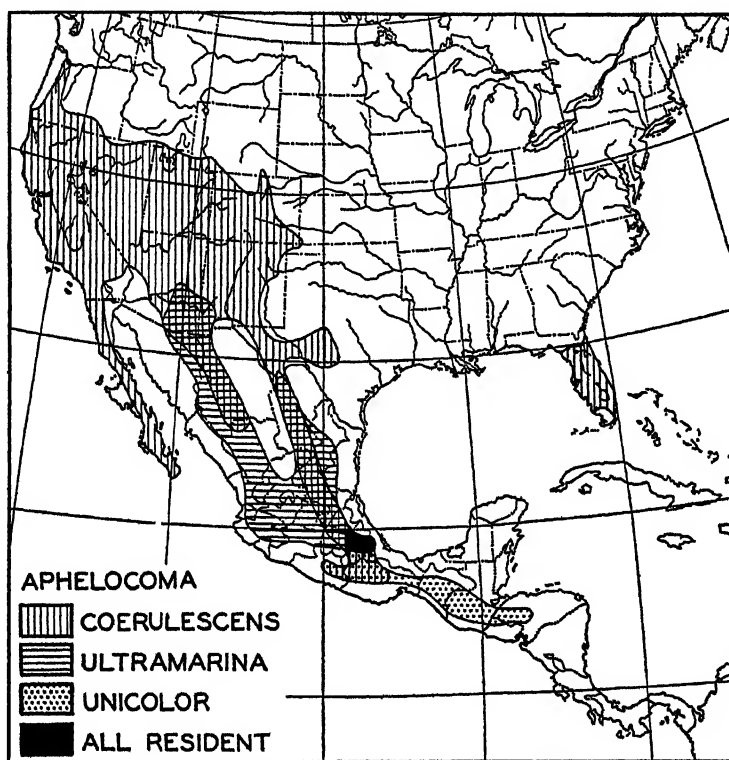 APHELOCOMA
COERULESCENS
ULTRAMARINA
UNICOLOR
ALL RESIDENT